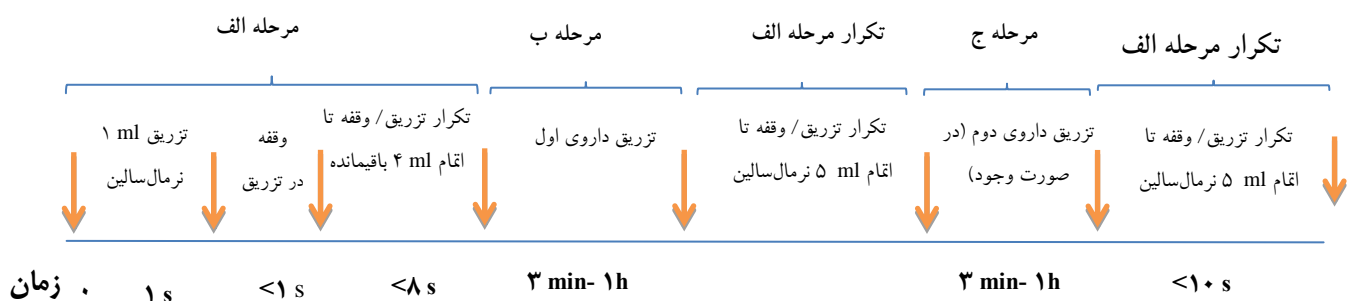 مرحله الف
مرحله ب
تکرار مرحله الف
مرحله ج
تکرار مرحله الف
تزریق ۱ ml
نرمال‌سالین
وقفه
در تزریق
تکرار تزریق/ وقفه تا
اتمام ۴ ml باقیمانده
تزریق داروی اول
تکرار تزریق/ وقفه تا
اتمام ۵ ml نرمال‌سالین
تزریق داروی دوم (در
صورت وجود)
تکرار تزریق/ وقفه تا
اتمام ۵ ml نرمال‌سالین
زمان
۰
۱ s
<۱ s
<۸ s
۳ min- ۱h
۳ min- ۱h
<۱۰ s